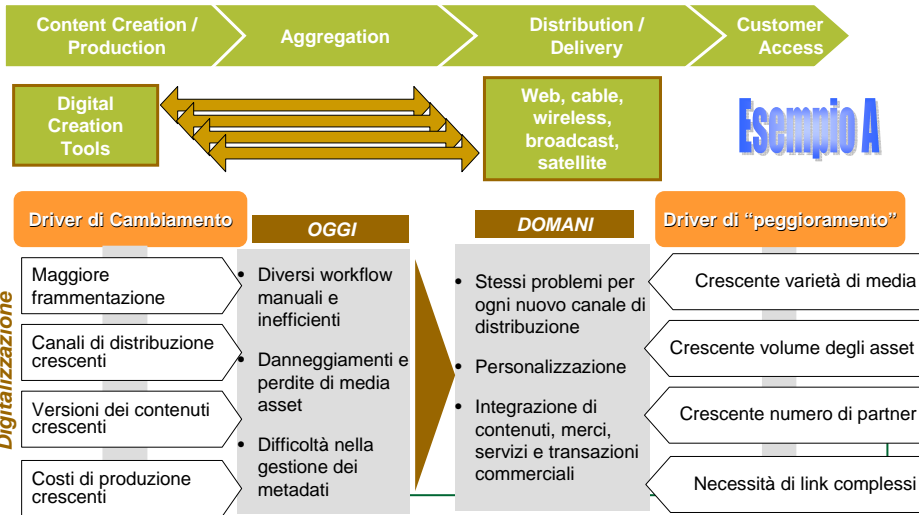 Content Creation /
Production
Aggregation
Distribution /
Delivery
Customer
Access
Digital
Creation
Tools
Web, cable,
wireless,
broadcast,
satellite
Esempio A
Driver di Cambiamento
OGGI
DOMANI
Driver di “peggioramento”
Digitalizzazione
Maggiore
frammentazione
Canali di distribuzione
crescenti
Versioni dei contenuti
crescenti
Costi di produzione
crescenti
• Diversi workflow
manuali e
inefficienti
• Danneggiamenti e
perdite di media
asset
• Difficoltà nella
gestione dei
metadati
• Stessi problemi per
ogni nuovo canale di
distribuzione
• Personalizzazione
• Integrazione di
contenuti, merci,
servizi e transazioni
commerciali
Crescente varietà di media
Crescente volume degli asset
Crescente numero di partner
Necessità di link complessi